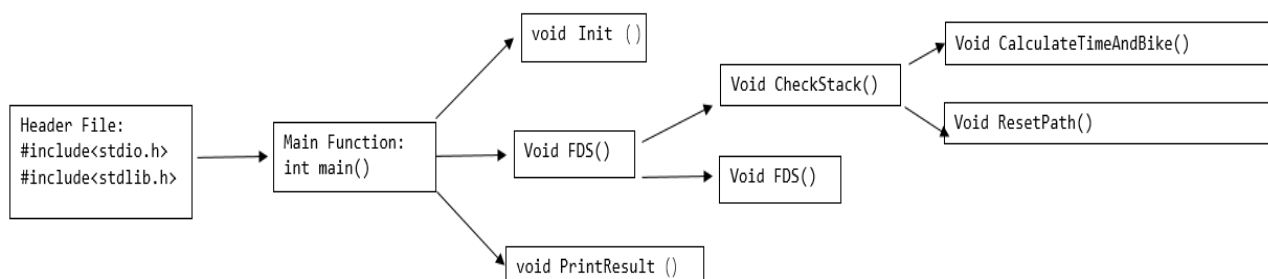 Header File:
#include<stdio.h>
#include<stdlib.h>
Main Function:
int main()
void Init ()
Void FDS()
void PrintResult ()
Void CheckStack()
Void FDS()
Void CalculateTimeAndBike()
Void ResetPath()